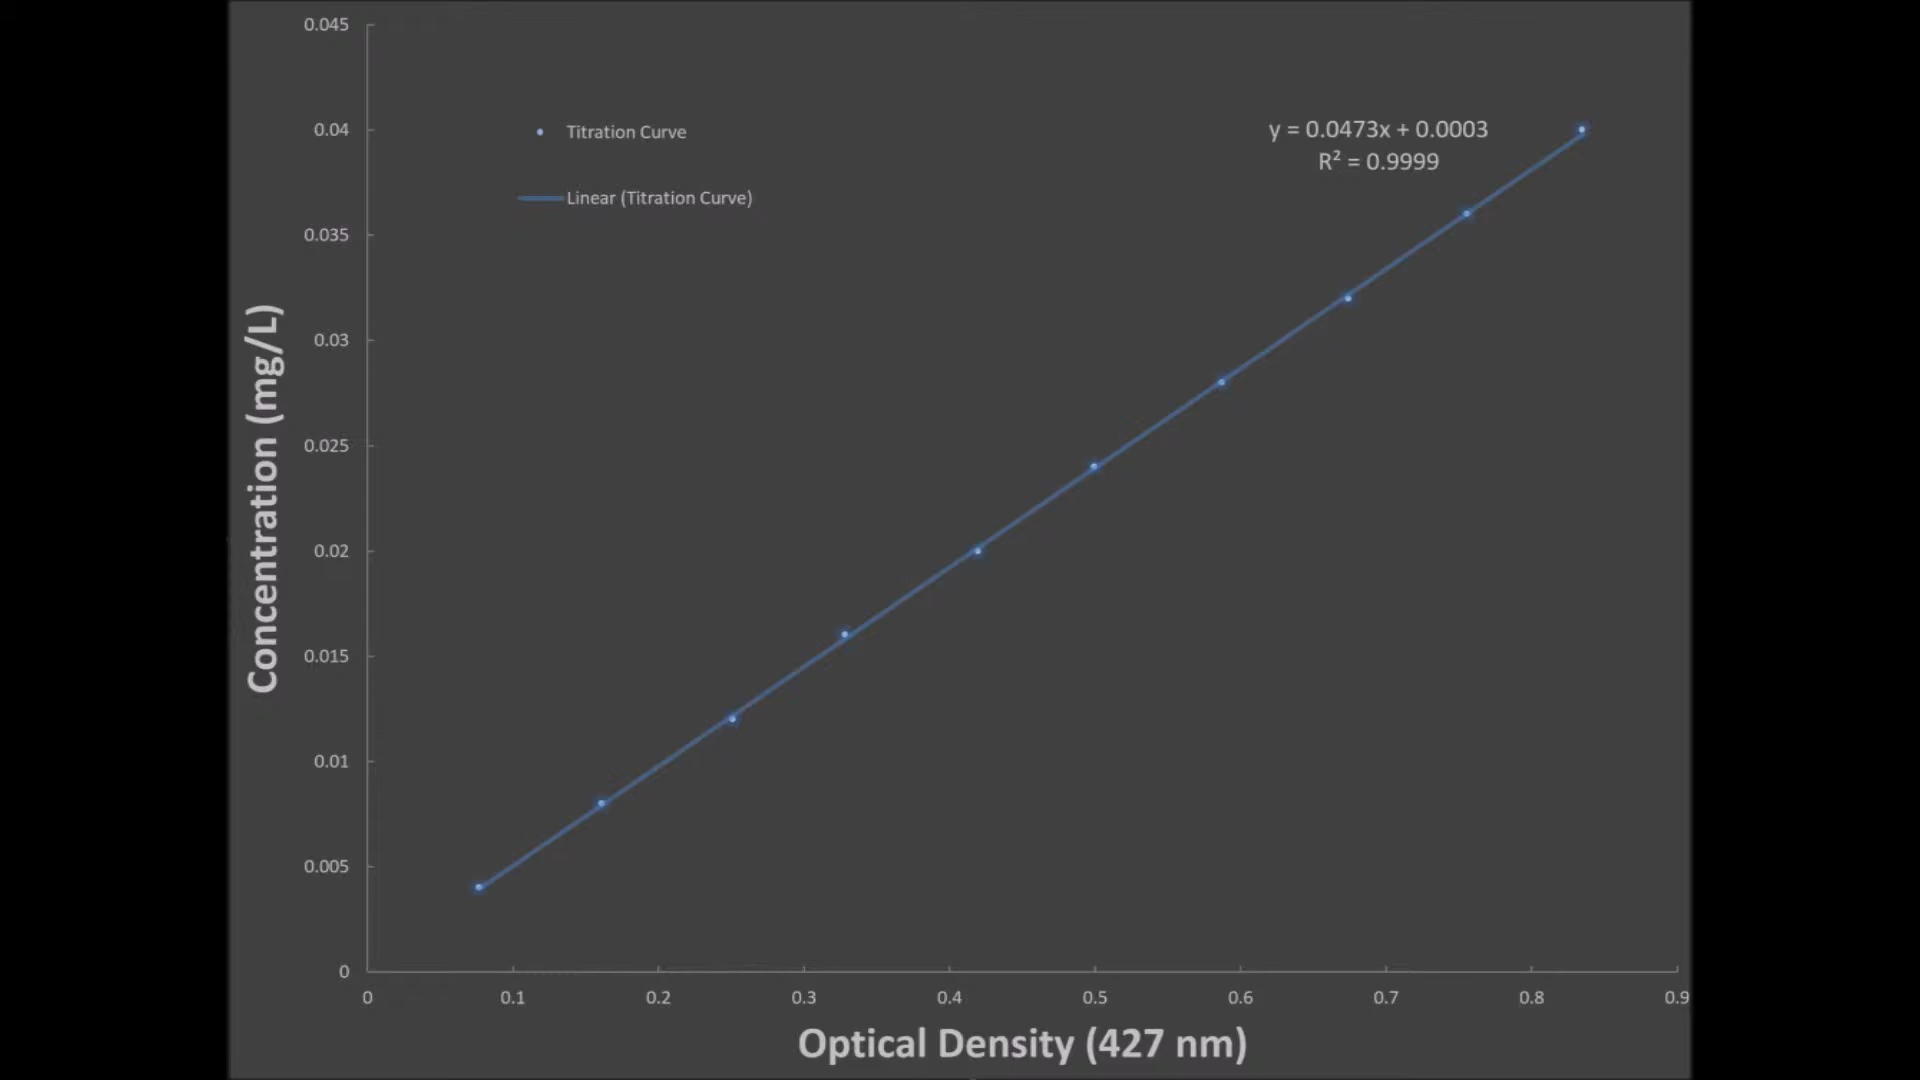 0.045
0.04
0.035
0.03
0.025
0.02
0.015
0.01
0.005
0
Concentration (mg/L)
Titration Curve
Linear (Titration Curve)
y = 0.0473x + 0.0003
R² = 0.9999
0 0.1 0.2 0.3 0.4 0.5 0.6 0.7 0.8 0.9
Optical Density (427 nm)